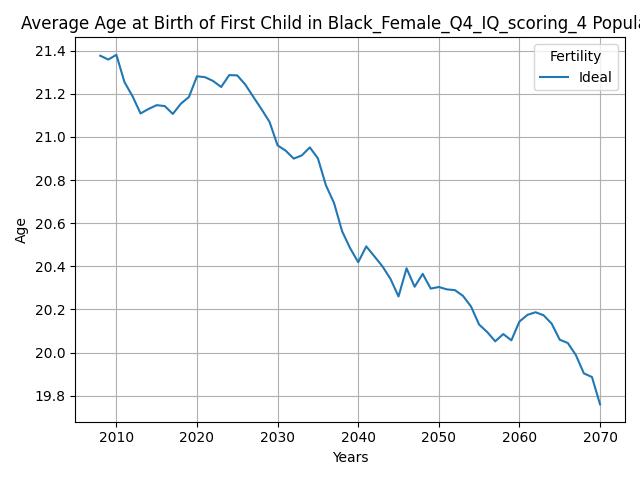 Average Age at Birth of First Child in Black_Female_Q4_IQ_scoring_4
Fertility
Ideal
21.4
21.2
21.0
20.8
20.6
20.4
20.2
20.0
19.8
Age
2010 2020 2030 2040 2050 2060 2070
Years